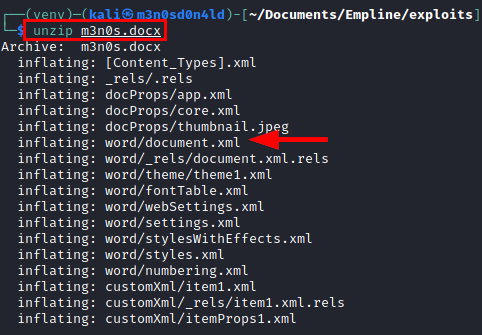 (venv)-(kali㉿m3n0sd0n4ld)-[~/Documents/Empline/exploits]
$ unzip m3n0s.docx
Archive:  m3n0s.docx
  inflating: [Content_Types].xml
  inflating: _rels/.rels
  inflating: docProps/app.xml
  inflating: docProps/core.xml
  inflating: docProps/thumbnail.jpeg
  inflating: word/document.xml
  inflating: word/_rels/document.xml.rels
  inflating: word/theme/theme1.xml
  inflating: word/fontTable.xml
  inflating: word/webSettings.xml
  inflating: word/settings.xml
  inflating: word/stylesWithEffects.xml
  inflating: word/styles.xml
  inflating: word/numbering.xml
  inflating: customXml/item1.xml
  inflating: customXml/_rels/item1.xml.rels
  inflating: customXml/itemProps1.xml